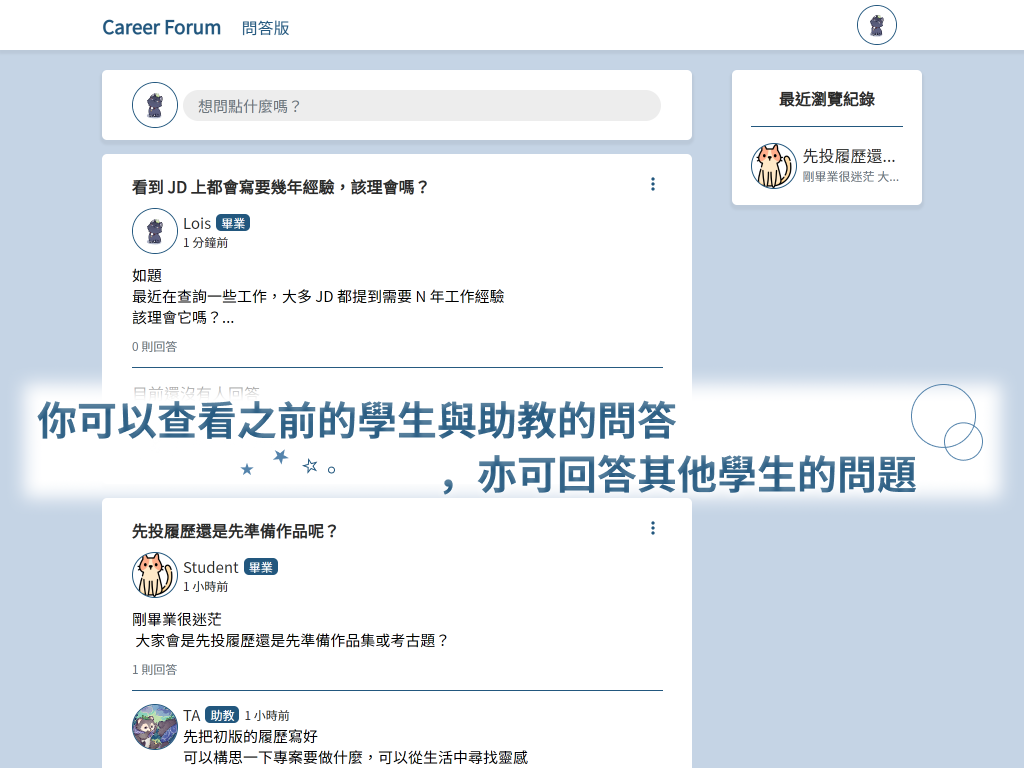 Career Forum 問答版
想問點什麼嗎？
最近瀏覽紀錄
先投履歷還...
剛畢業很迷茫 大...
看到 JD 上都會寫要幾年經驗，該理會嗎？
Lois 畢業
1 分鐘前
如題
最近在查詢一些工作，大多 JD 都提到需要 N 年工作經驗
該理會它嗎？...
0 則回答
目前還沒有人回答
你可以查看之前的學生與助教的問答
，亦可回答其他學生的問題
先投履歷還是先準備作品呢？
Student 畢業
1 小時前
剛畢業很迷茫
大家會是先投履歷還是先準備作品集或考古題？
1 則回答
TA 助教 1 小時前
先把初版的履歷寫好
可以構思一下專案要做什麼，可以從生活中尋找靈感